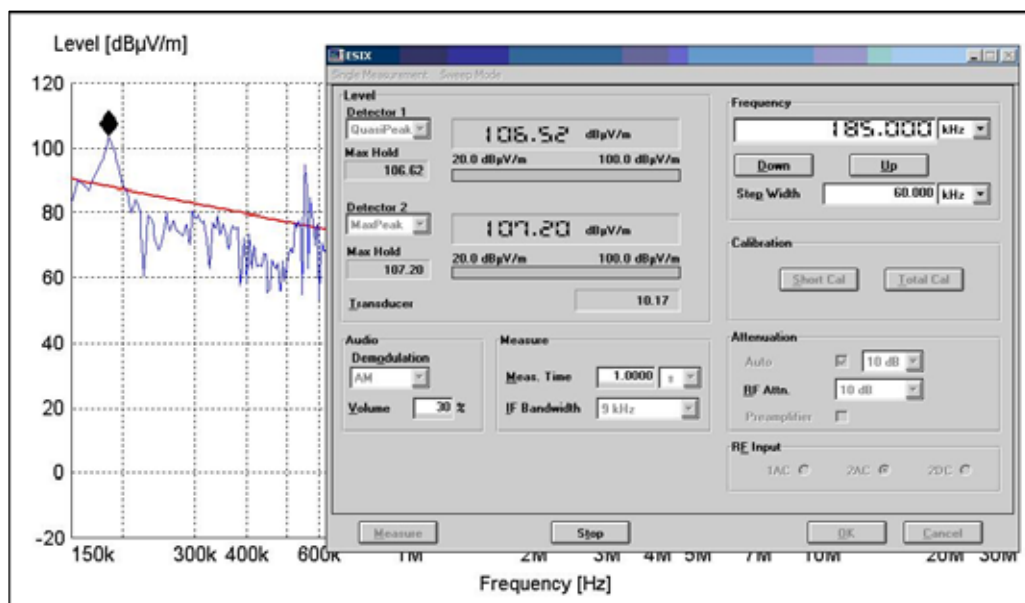 Level [dBµV/m]
120
100
80
60
40
20
0
-20
150k 300k 400k 600k 1M 2M 3M 4M 5M 7M 10M 20M 30M
Frequency [Hz]
ESIX
Single Measurement Sweep Mode
Level
Detector 1
QuasiPeak
106.52 dBµV/m
Max Hold
20.0 dBµV/m 100.0 dBµV/m
106.62
Detector 2
MaxPeak
107.20 dBµV/m
Max Hold
20.0 dBµV/m 100.0 dBµV/m
107.20
Transducer 10.17
Audio
Demodulation
AM
Volume 30 %
Measure
Meas. Time 1.0000 s
IF Bandwidth 9 kHz
Frequency
185.000 kHz
Down Up
Step Width 60.000 kHz
Calibration
Short Cal Total Cal
Attenuation
Auto 10 dB
RF Attn. 10 dB
Preamplifier
RF Input
1AC 2AC 2DC
Measure Stop OK Cancel